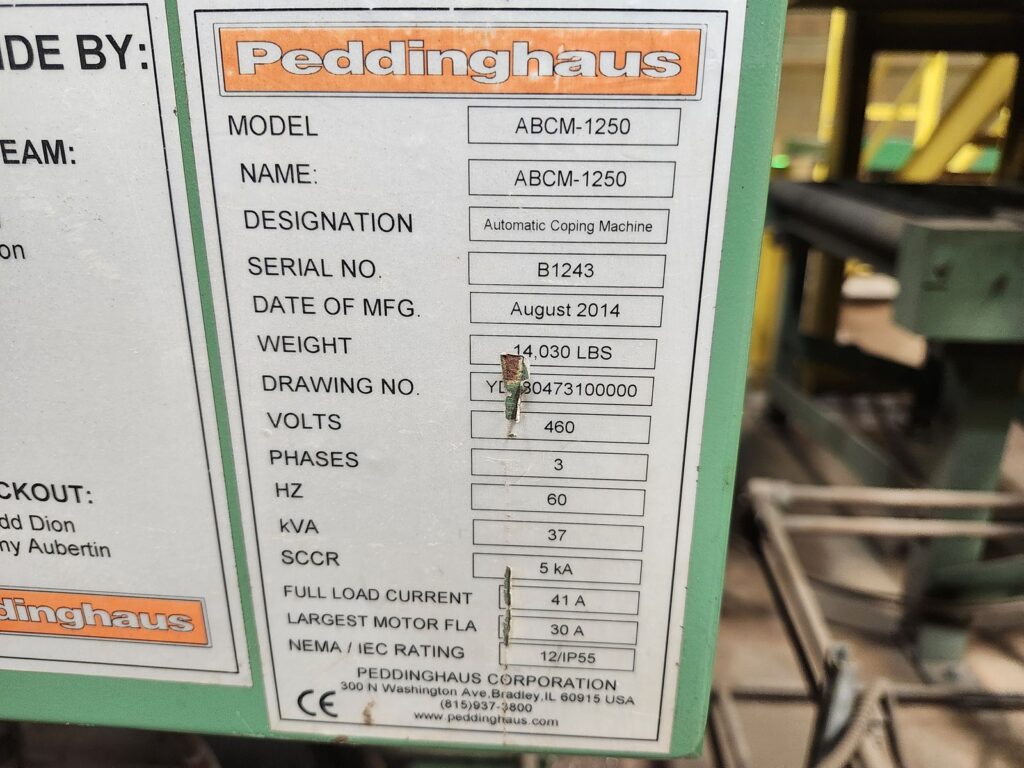 IDE BY:
EAM:
on
CKOUT:
dd Dion
ny Aubertin
dinghaus
Peddinghaus
MODEL ABCM-1250
NAME: ABCM-1250
DESIGNATION Automatic Coping Machine
SERIAL NO. B1243
DATE OF MFG. August 2014
WEIGHT 14,030 LBS
DRAWING NO. 80473100000
VOLTS 460
PHASES 3
HZ 60
kVA 37
SCCR 5 kA
FULL LOAD CURRENT 41 A
LARGEST MOTOR FLA 30 A
NEMA / IEC RATING 12/IP55
PEDDINGHAUS CORPORATION
300 N Washington Ave,Bradley,IL 60915 USA
(815)937-3800
CE www.peddinghaus.com